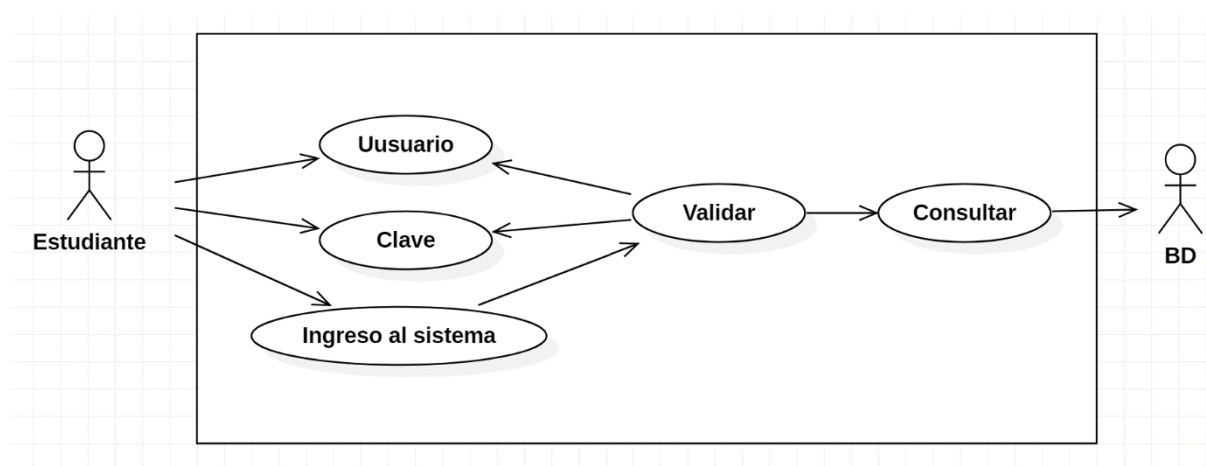 Estudiante
Uusuario
Clave
Ingreso al sistema
Validar
Consultar
BD